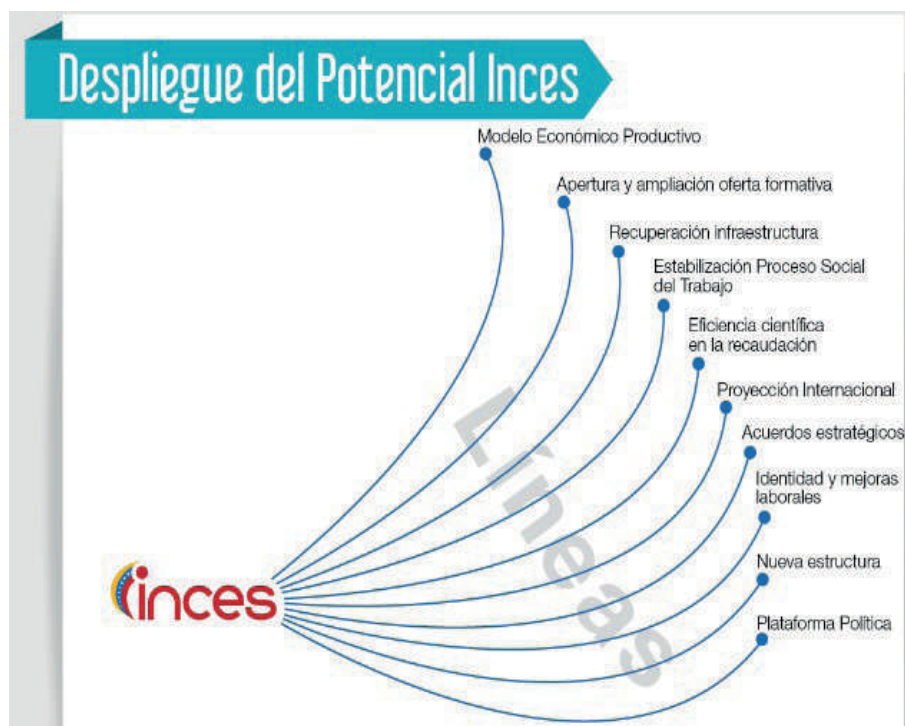 Despliegue del Potencial Inces
Modelo Económico Productivo
Apertura y ampliación oferta formativa
Recuperación infraestructura
Estabilización Proceso Social
del Trabajo
Eficiencia científica
en la recaudación
Proyección Internacional
Acuerdos estratégicos
Identidad y mejoras
laborales
Nueva estructura
Plataforma Política
Líneas
inces